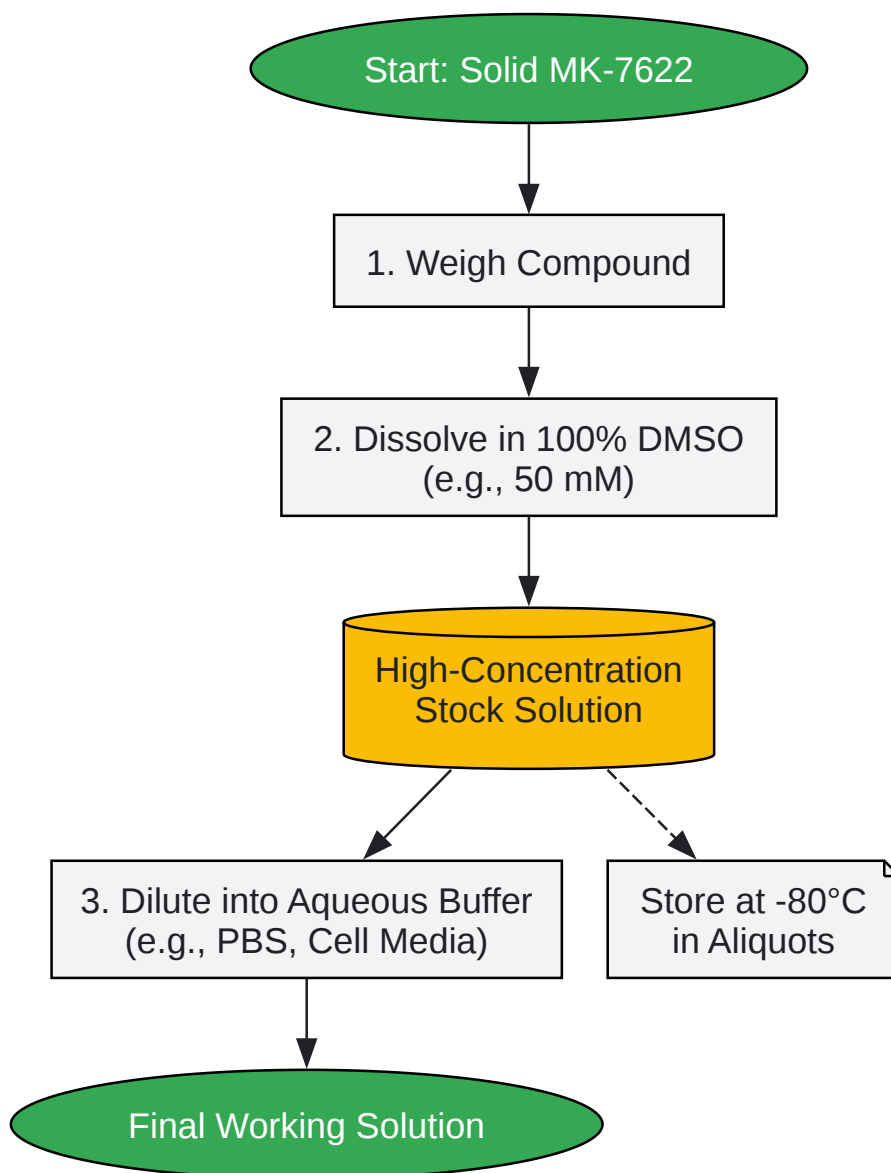 Start: Solid MK-7622
1. Weigh Compound
2. Dissolve in 100% DMSO
(e.g., 50 mM)
High-Concentration
Stock Solution
3. Dilute into Aqueous Buffer
(e.g., PBS, Cell Media)
Store at -80°C
in Aliquots
Final Working Solution